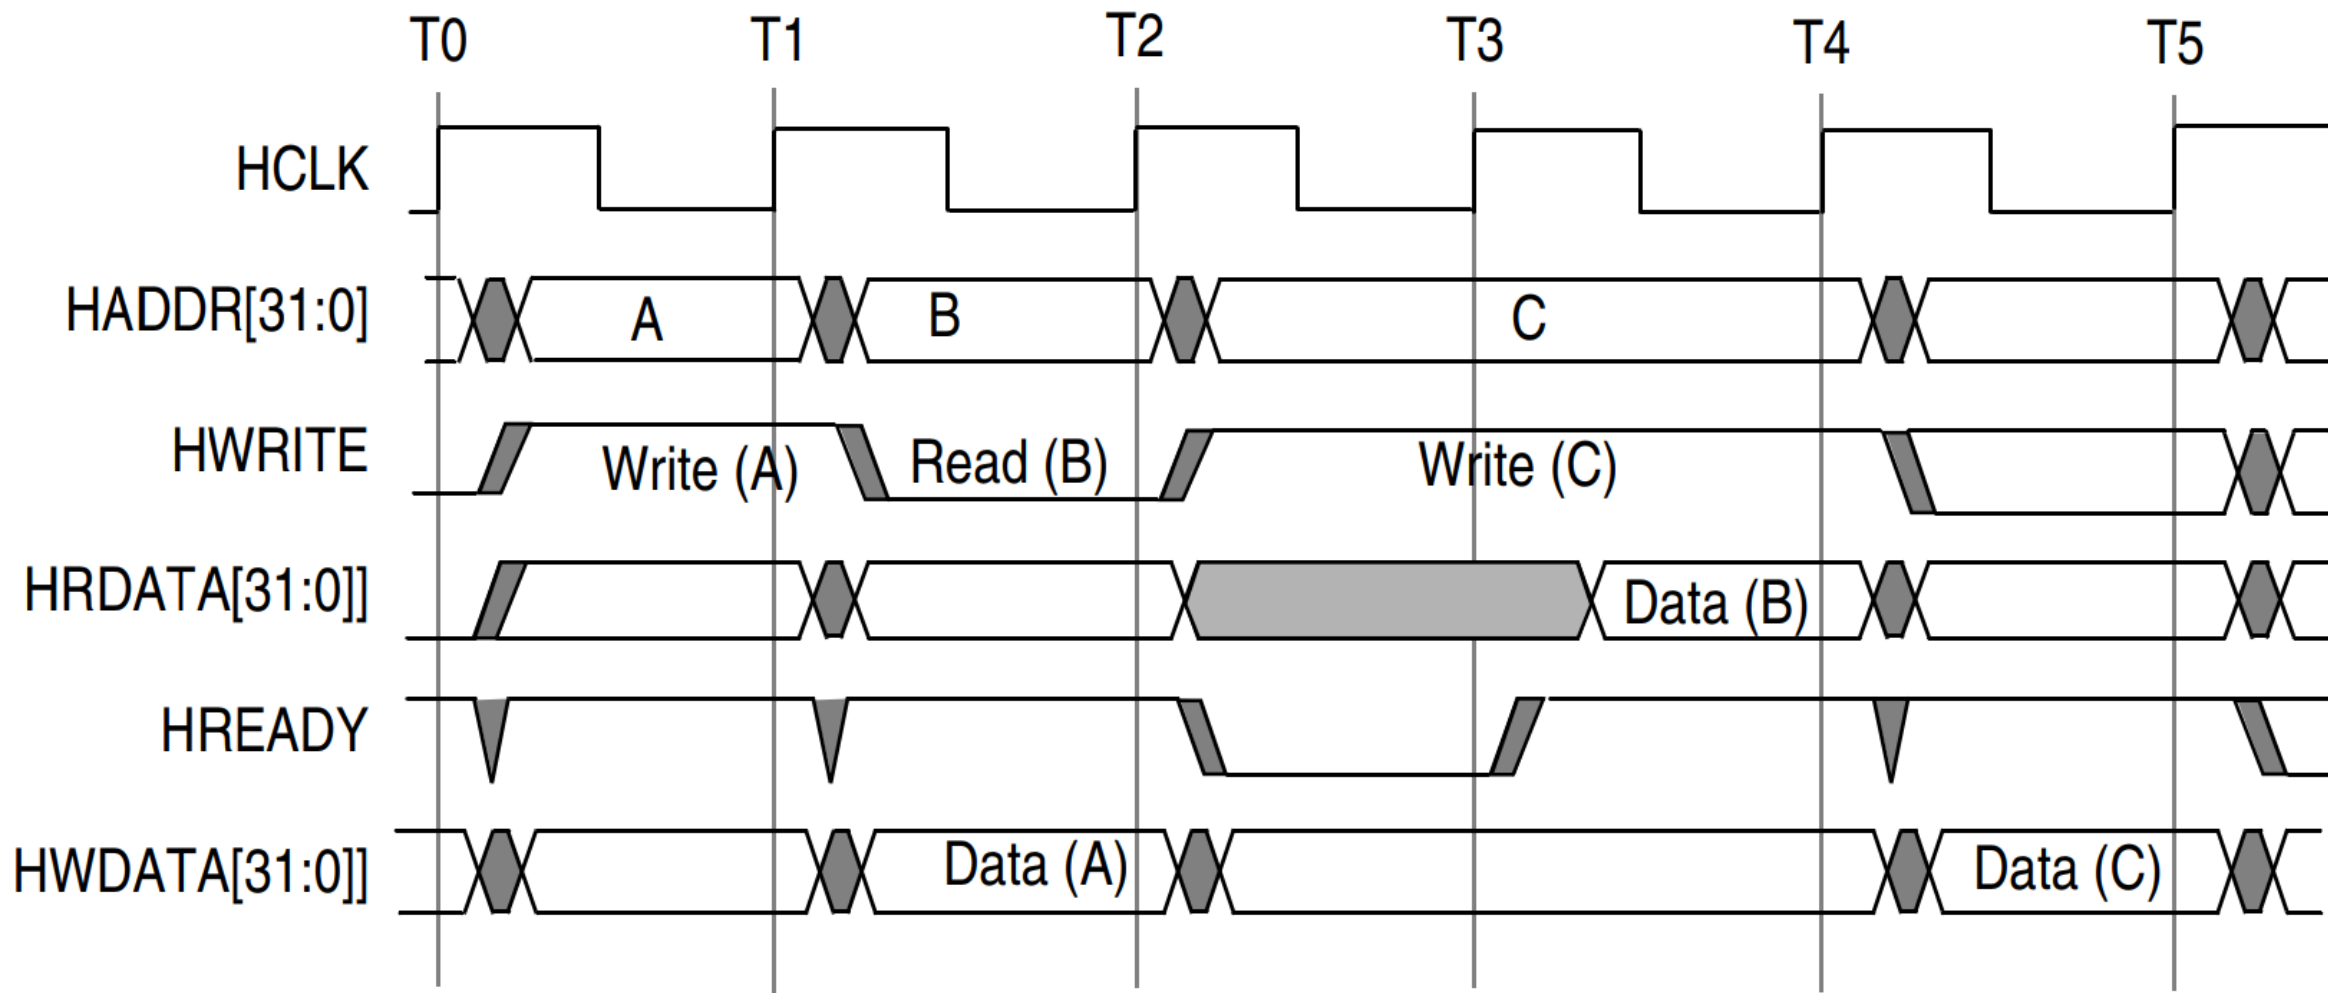 T0 T1 T2 T3 T4 T5
HCLK
HADDR[31:0] A B C
HWRITE Write (A) Read (B) Write (C)
HRDATA[31:0]] Data (B)
HREADY
HWDATA[31:0]] Data (A) Data (C)